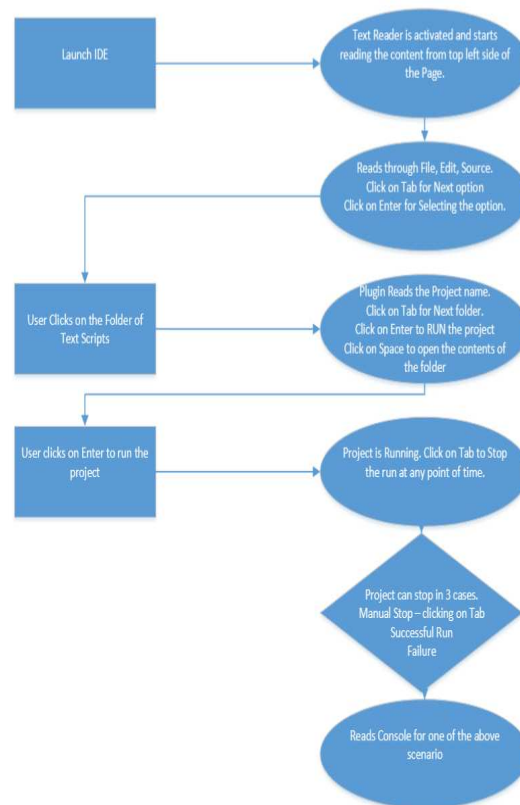 Launch IDE
Text Reader is activated and starts
reading the content from top left side of
the Page.
Reads through File, Edit, Source.
Click on Tab for Next option
Click on Enter for Selecting the option.
User Clicks on the Folder of
Text Scripts
Plugin Reads the Project name.
Click on Tab for Next folder.
Click on Enter to RUN the project
Click on Space to open the contents of
the folder
User clicks on Enter to run the
project
Project is Running. Click on Tab to Stop
the run at any point of time.
Project can stop in 3 cases.
Manual Stop – clicking on Tab
Successful Run
Failure
Reads Console for one of the above
scenario